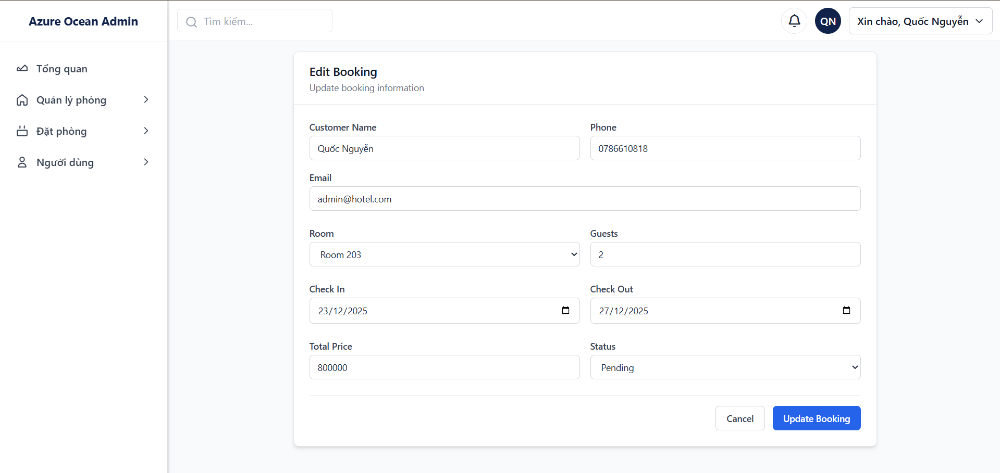 Azure Ocean Admin
Tìm kiếm...
QN
Xin chào, Quốc Nguyễn
Tổng quan
Quản lý phòng
Đặt phòng
Người dùng
Edit Booking
Update booking information
Customer Name
Phone
Quốc Nguyễn
0786610818
Email
admin@hotel.com
Room
Guests
Room 203
2
Check In
Check Out
23/12/2025
27/12/2025
Total Price
Status
800000
Pending
Cancel
Update Booking